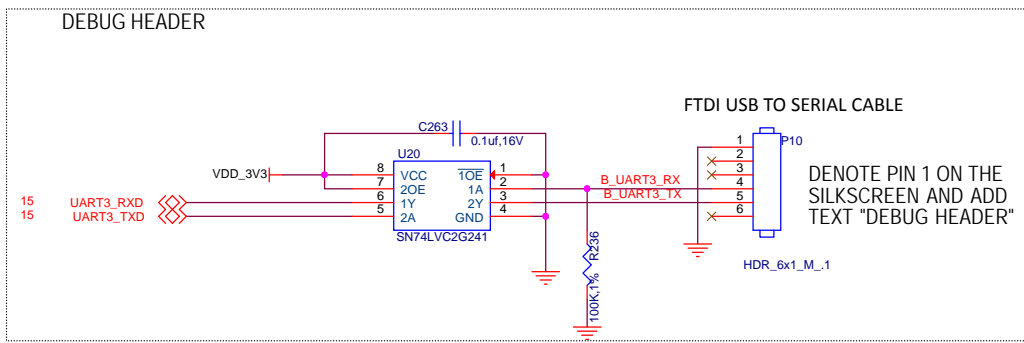 DEBUG HEADER
FTDI USB TO SERIAL CABLE
C263
0.1uf,16V
U20
P10
VDD_3V3
8 VCC 1OE 1
7 2OE 1A 2
6 1Y 2Y 3
5 2A GND 4
SN74LVC2G241
15 UART3_RXD
15 UART3_TXD
B_UART3_RX
B_UART3_TX
1
2
3
4
5
6
DENOTE PIN 1 ON THE
SILKSCREEN AND ADD
TEXT "DEBUG HEADER"
R236
100K,1%
HDR_6x1_M_.1